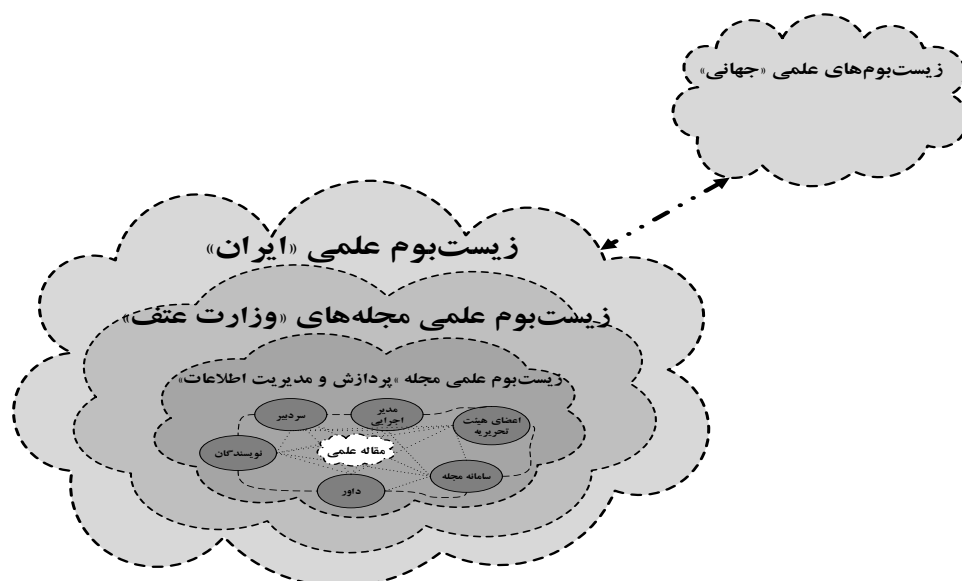 زیست‌بوم‌های علمی «جهانی»
زیست‌بوم علمی «ایران»
زیست‌بوم علمی مجله‌های «وزارت عتف»
زیست‌بوم علمی مجله «پردازش و مدیریت اطلاعات»
مدیر
اجرایی
سردبیر
اعضای هیئت
تحریریه
مقاله علمی
نویسندگان
سامانه مجله
داور